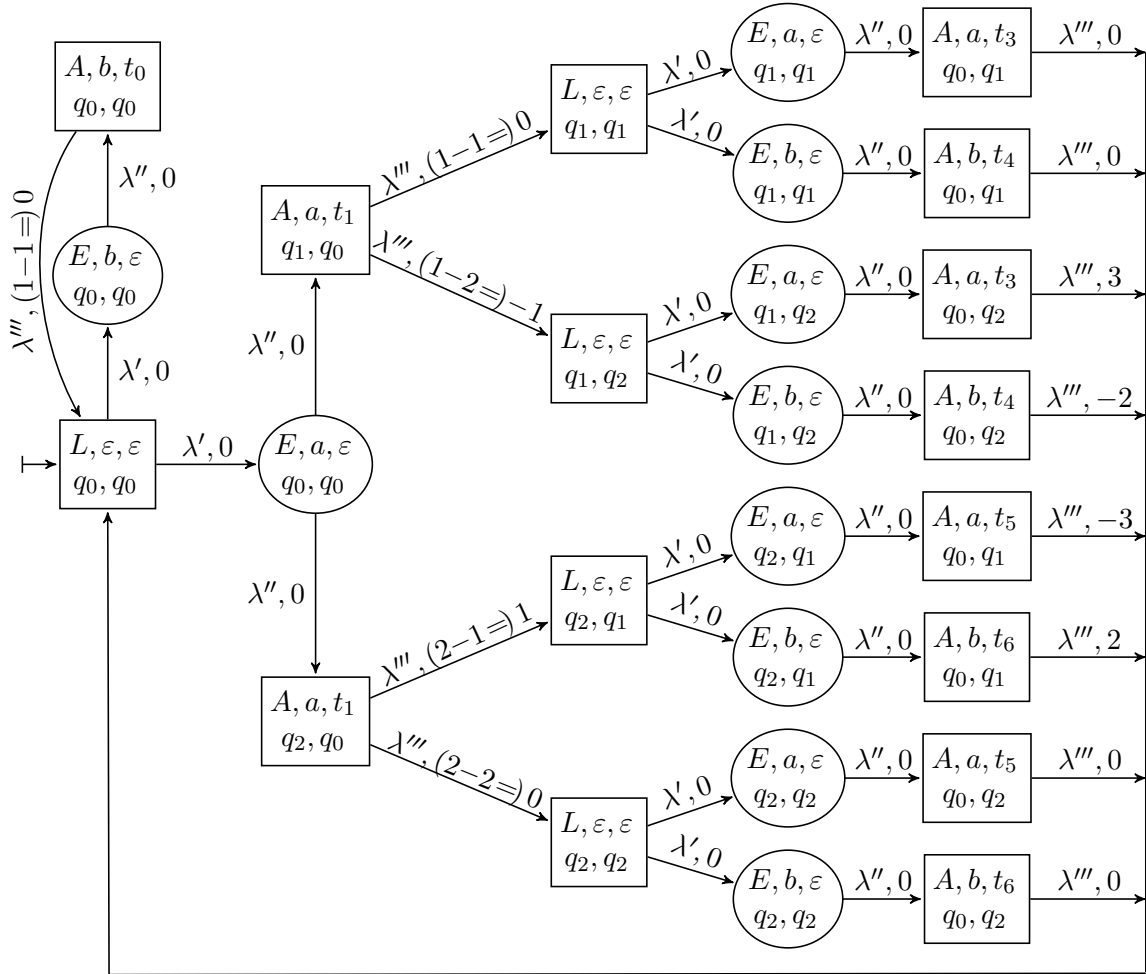 A, b, t₀
q₀, q₀
λ'', 0
λ''', (1−1=) 0
E, b, ε
q₀, q₀
λ', 0
L, ε, ε
q₀, q₀
λ', 0
E, a, ε
q₀, q₀
λ'', 0
λ'', 0
A, a, t₁
q₁, q₀
λ''', (1−1=) 0
λ''', (1−2=) −1
A, a, t₁
q₂, q₀
λ''', (2−1=) 1
λ''', (2−2=) 0
L, ε, ε
q₁, q₁
λ', 0
λ', 0
E, a, ε
q₁, q₁
λ'', 0
A, a, t₃
q₀, q₁
λ''', 0
E, b, ε
q₁, q₁
λ'', 0
A, b, t₄
q₀, q₁
λ''', 0
L, ε, ε
q₁, q₂
λ', 0
λ', 0
E, a, ε
q₁, q₂
λ'', 0
A, a, t₃
q₀, q₂
λ''', 3
E, b, ε
q₁, q₂
λ'', 0
A, b, t₄
q₀, q₂
λ''', −2
L, ε, ε
q₂, q₁
λ', 0
λ', 0
E, a, ε
q₂, q₁
λ'', 0
A, a, t₅
q₀, q₁
λ''', −3
E, b, ε
q₂, q₁
λ'', 0
A, b, t₆
q₀, q₁
λ''', 2
L, ε, ε
q₂, q₂
λ', 0
λ', 0
E, a, ε
q₂, q₂
λ'', 0
A, a, t₅
q₀, q₂
λ''', 0
E, b, ε
q₂, q₂
λ'', 0
A, b, t₆
q₀, q₂
λ''', 0